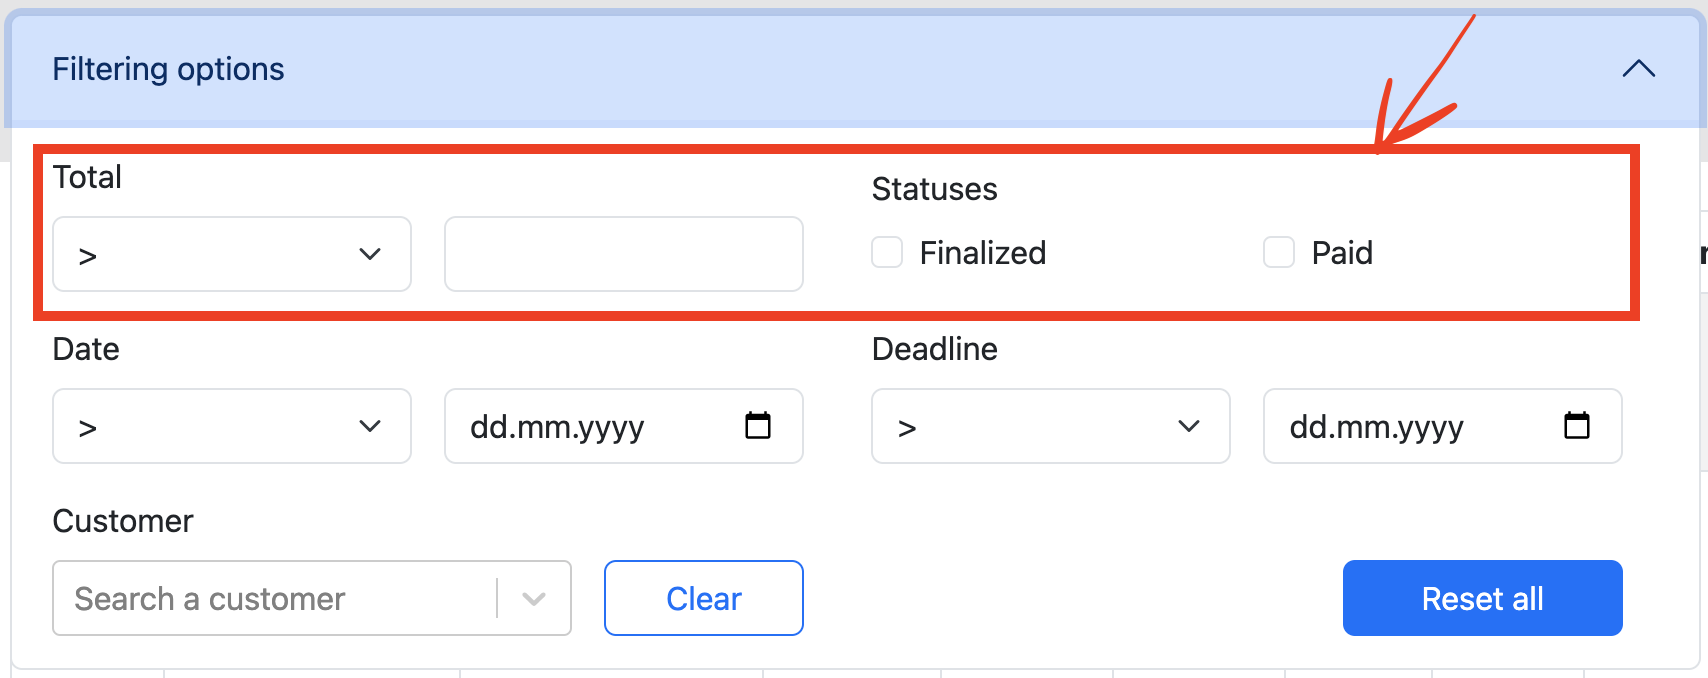 Filtering options
Total
Statuses
>
Finalized
Paid
Date
Deadline
>
dd.mm.yyyy
>
dd.mm.yyyy
Customer
Search a customer
Clear
Reset all